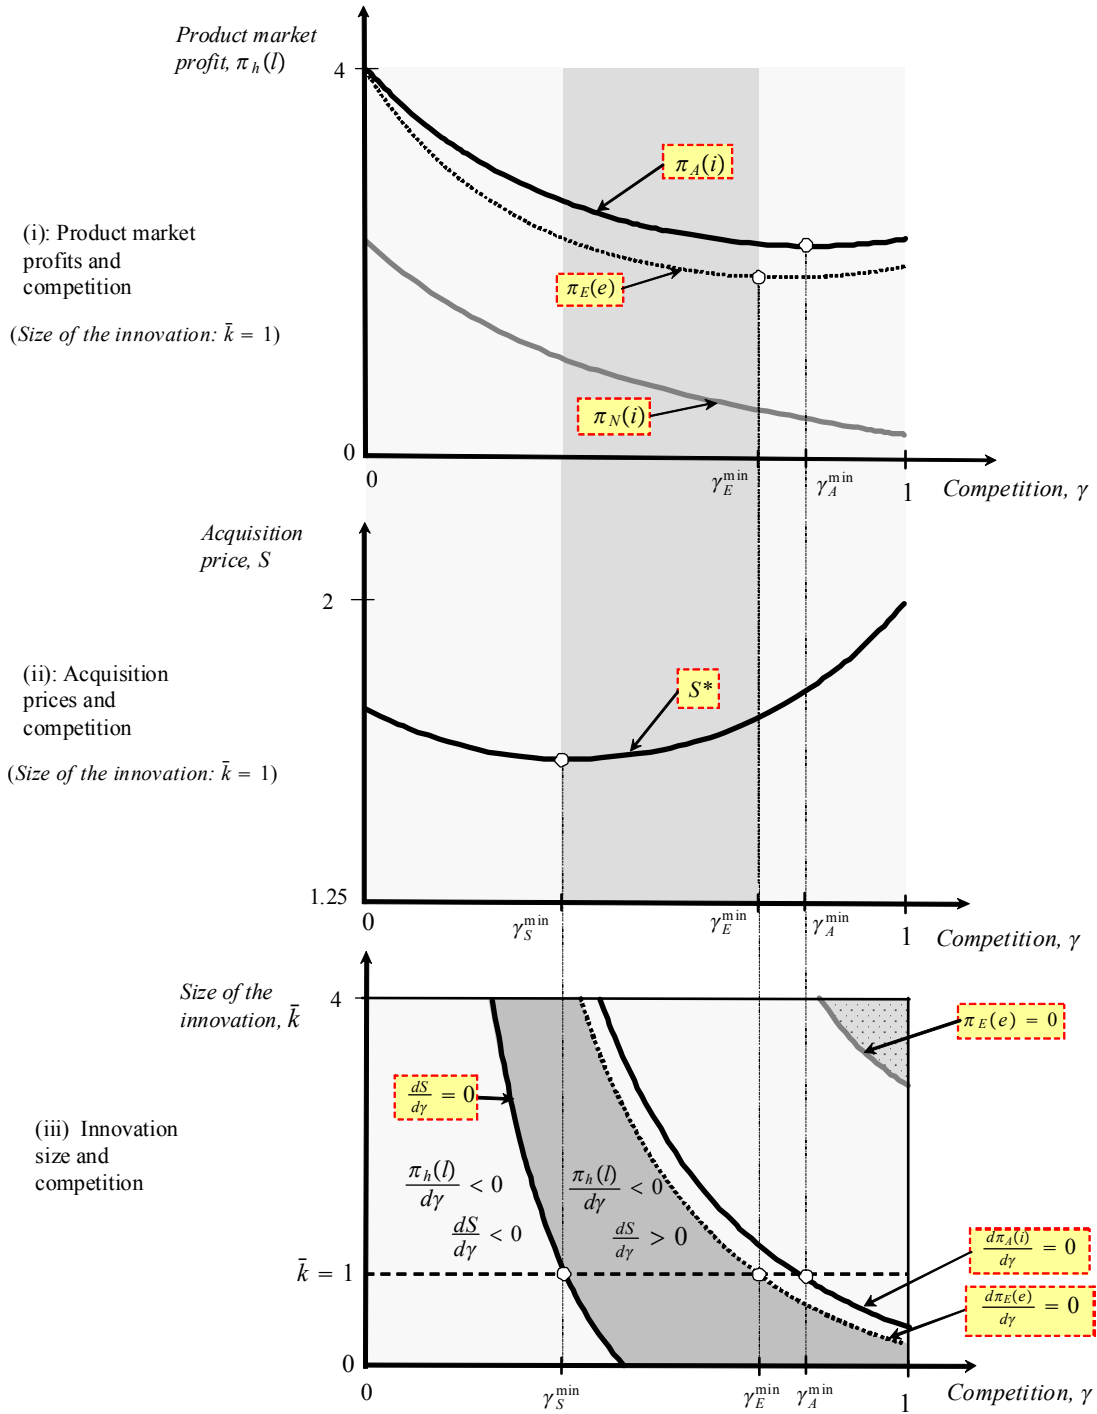 Product market
profit, π_h(l)
4
π_A(i)
(i): Product market
profits and
competition
π_E(e)
(Size of the innovation: k̄ = 1)
π_N(i)
0
0
γ_E^min
γ_A^min
1
Competition, γ
Acquisition
price, S
2
(ii): Acquisition
prices and
competition
S*
(Size of the innovation: k̄ = 1)
1.25
0
γ_S^min
γ_E^min
γ_A^min
1
Competition, γ
Size of the
innovation, k̄
4
π_E(e) = 0
dS/dγ = 0
(iii) Innovation
size and
competition
π_h(l)/dγ < 0
π_h(l)/dγ < 0
dS/dγ < 0
dS/dγ > 0
dπ_A(i)/dγ = 0
k̄ = 1
dπ_E(e)/dγ = 0
0
0
γ_S^min
γ_E^min
γ_A^min
1
Competition, γ